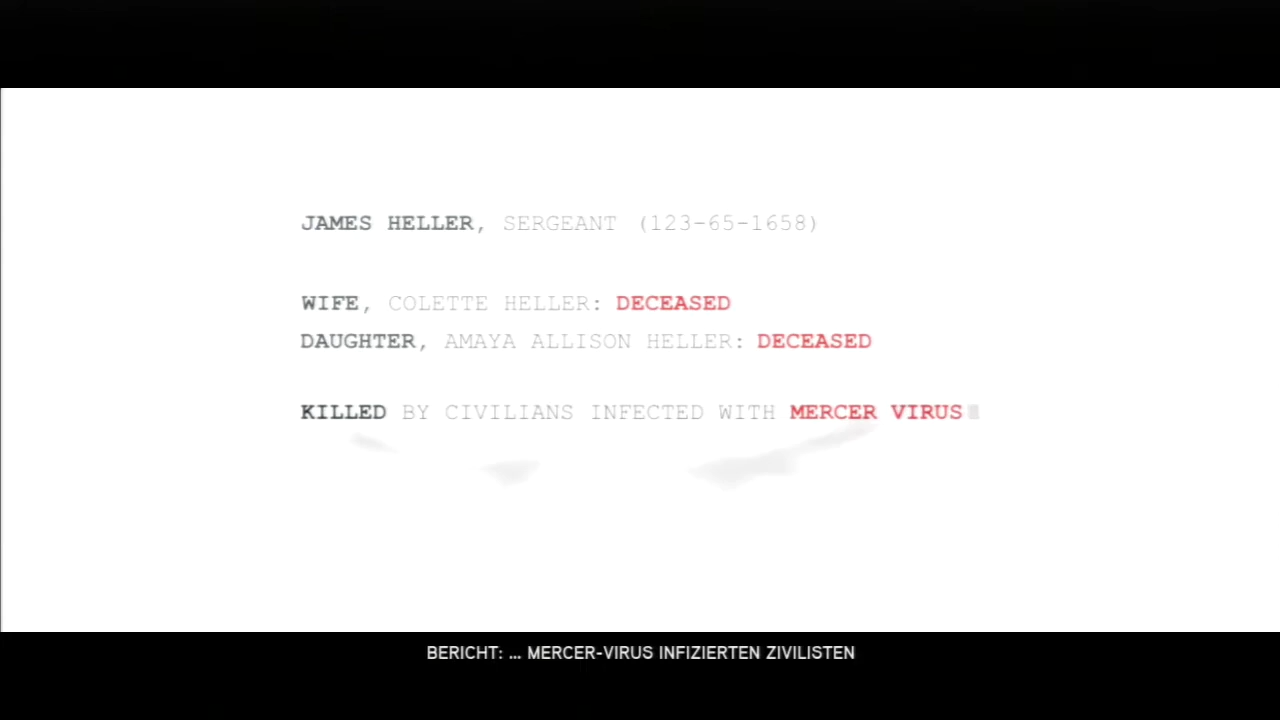 JAMES HELLER, SERGEANT (123-65-1658)
WIFE, COLETTE HELLER: DECEASED
DAUGHTER, AMAYA ALLISON HELLER: DECEASED
KILLED BY CIVILIANS INFECTED WITH MERCER VIRUS
BERICHT: ... MERCER-VIRUS INFIZIERTEN ZIVILISTEN